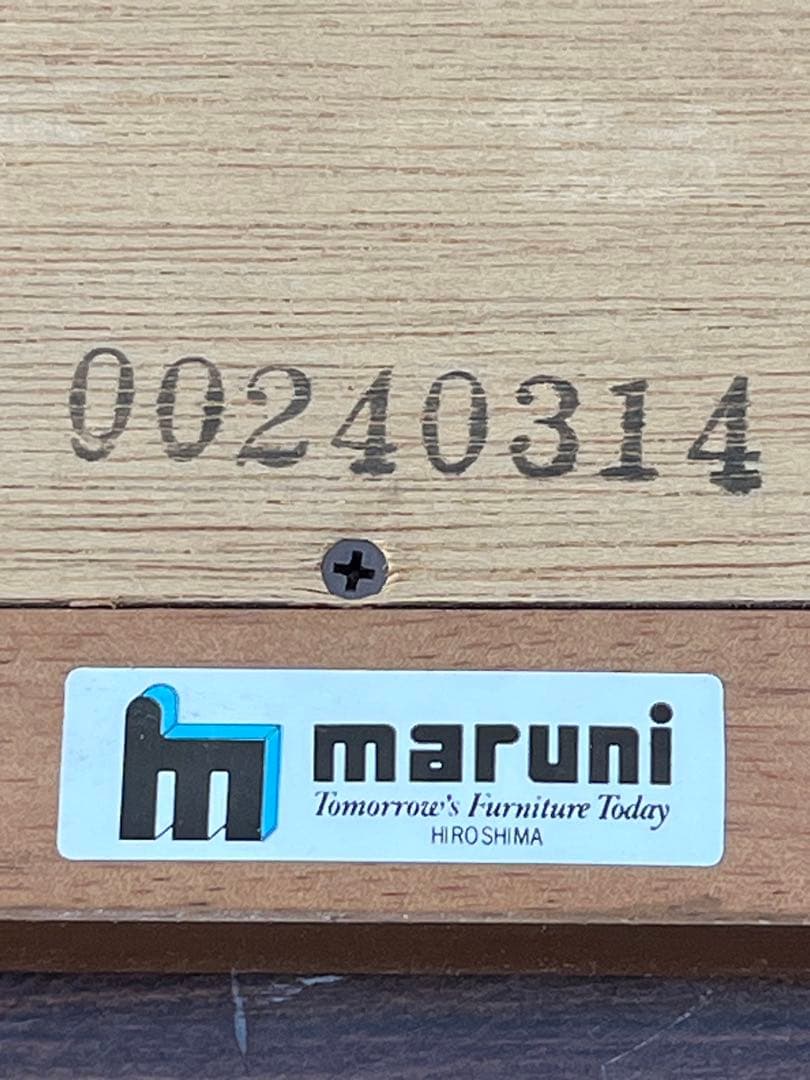 00240314
maruni
Tomorrow's Furniture Today
HIROSHIMA